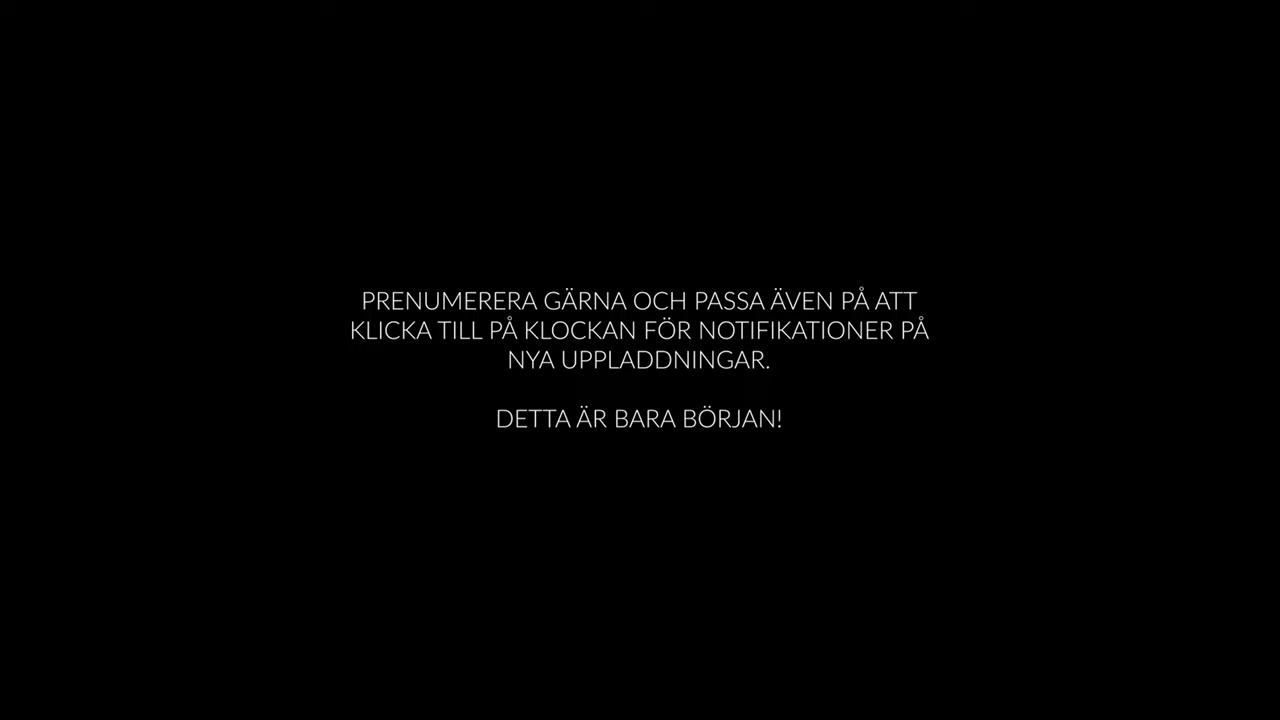 PRENUMERERA GÄRNA OCH PASSA ÄVEN PÅ ATT
KLICKA TILL PÅ KLOCKAN FÖR NOTIFIKATIONER PÅ
NYA UPPLADDNINGAR.
DETTA ÄR BARA BÖRJAN!